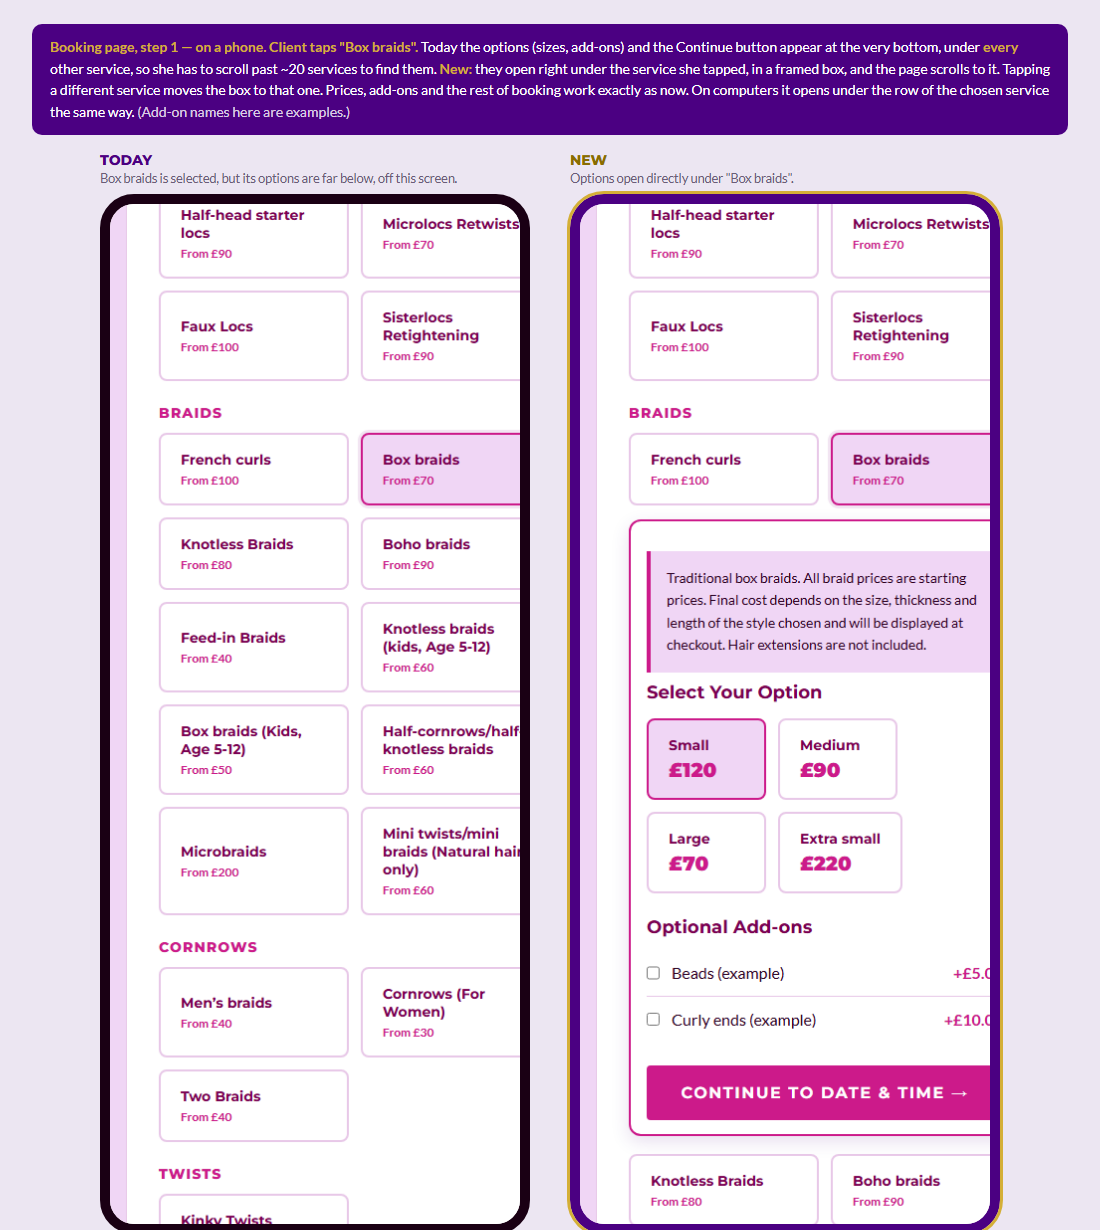 Booking page, step 1 — on a phone. Client taps "Box braids". Today the options (sizes, add-ons) and the Continue button appear at the very bottom, under every
other service, so she has to scroll past ~20 services to find them. New: they open right under the service she tapped, in a framed box, and the page scrolls to it. Tapping
a different service moves the box to that one. Prices, add-ons and the rest of booking work exactly as now. On computers it opens under the row of the chosen service
the same way. (Add-on names here are examples.)
TODAY
Box braids is selected, but its options are far below, off this screen.
Half-head starter
locs
From £90
Microlocs Retwists
From £70
Faux Locs
From £100
Sisterlocs
Retightening
From £90
BRAIDS
French curls
From £100
Box braids
From £70
Knotless Braids
From £80
Boho braids
From £90
Feed-in Braids
From £40
Knotless braids
(kids, Age 5-12)
From £60
Box braids (Kids,
Age 5-12)
From £50
Half-cornrows/half-
knotless braids
From £60
Microbraids
From £200
Mini twists/mini
braids (Natural hair
only)
From £60
CORNROWS
Men's braids
From £40
Cornrows (For
Women)
From £30
Two Braids
From £40
TWISTS
Kinky Twists
NEW
Options open directly under "Box braids".
Half-head starter
locs
From £90
Microlocs Retwists
From £70
Faux Locs
From £100
Sisterlocs
Retightening
From £90
BRAIDS
French curls
From £100
Box braids
From £70
Traditional box braids. All braid prices are starting
prices. Final cost depends on the size, thickness and
length of the style chosen and will be displayed at
checkout. Hair extensions are not included.
Select Your Option
Small
£120
Medium
£90
Large
£70
Extra small
£220
Optional Add-ons
Beads (example)
+£5.0
Curly ends (example)
+£10.0
CONTINUE TO DATE & TIME →
Knotless Braids
From £80
Boho braids
From £90